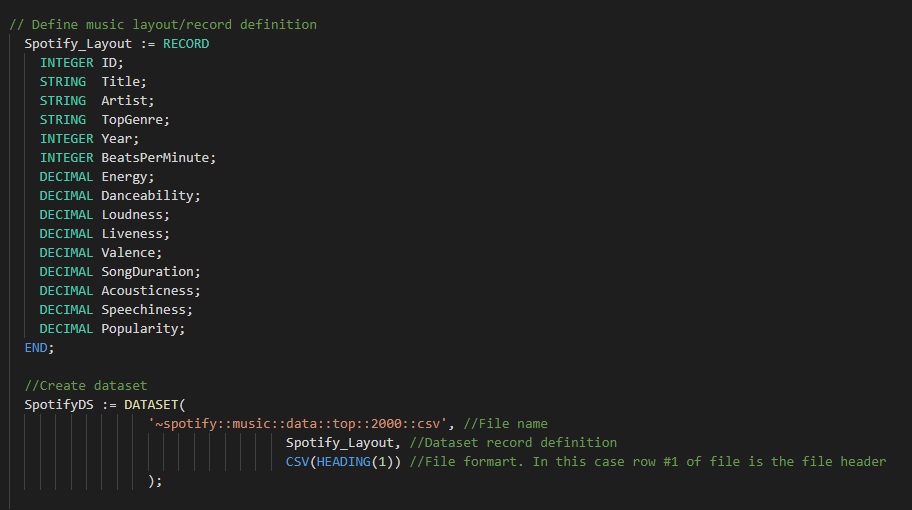 // Define music layout/record definition
Spotify_Layout := RECORD
INTEGER ID;
STRING  Title;
STRING  Artist;
STRING  TopGenre;
INTEGER Year;
INTEGER BeatsPerMinute;
DECIMAL Energy;
DECIMAL Danceability;
DECIMAL Loudness;
DECIMAL Liveness;
DECIMAL Valence;
DECIMAL SongDuration;
DECIMAL Acousticness;
DECIMAL Speechiness;
DECIMAL Popularity;
END;
//Create dataset
SpotifyDS := DATASET(
'~spotify::music::data::top::2000::csv', //File name
Spotify_Layout, //Dataset record definition
CSV(HEADING(1)) //File formart. In this case row #1 of file is the file header
);